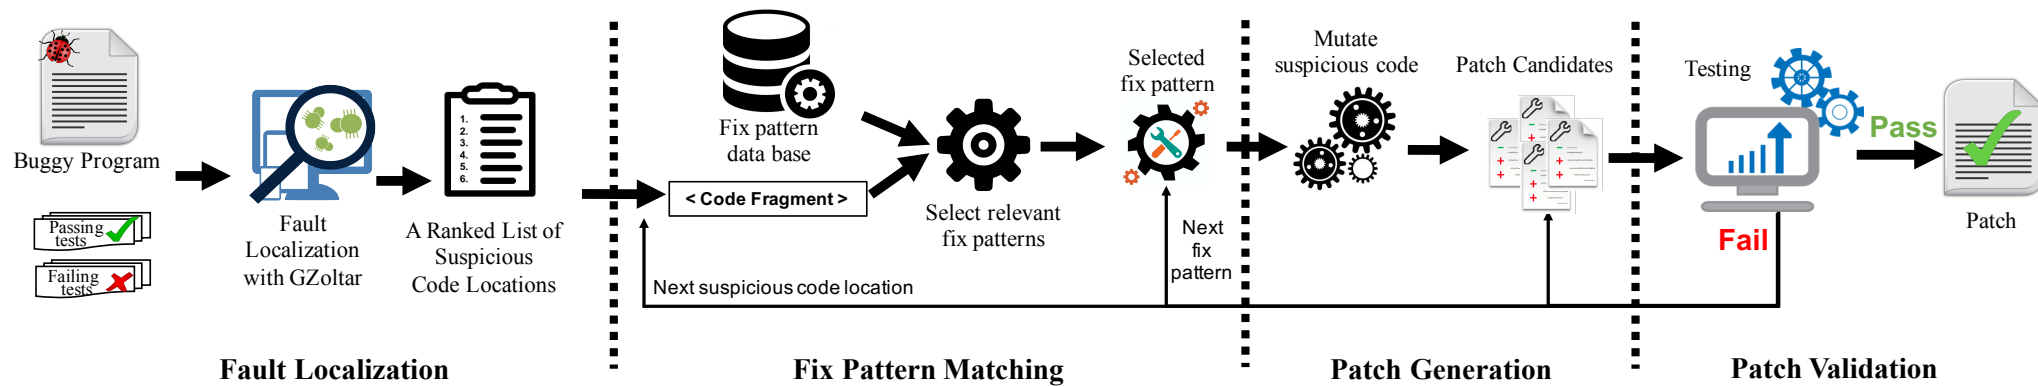 Buggy Program
Passing
tests
Failing
tests
Fault
Localization
with GZoltar
1.
2.
3.
4.
5.
6.
A Ranked List of
Suspicious
Code Locations
Fault Localization
Fix pattern
data base
< Code Fragment >
Select relevant
fix patterns
Selected
fix pattern
Next
fix
pattern
Next suspicious code location
Fix Pattern Matching
Mutate
suspicious code
Patch Candidates
Patch Generation
Testing
Pass
Fail
Patch
Patch Validation